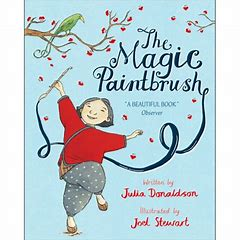 The
Magic
Paintbrush
"A BEAUTIFUL BOOK"
Observer
Written by
Julia Donaldson
Illustrated by
Joel Stewart